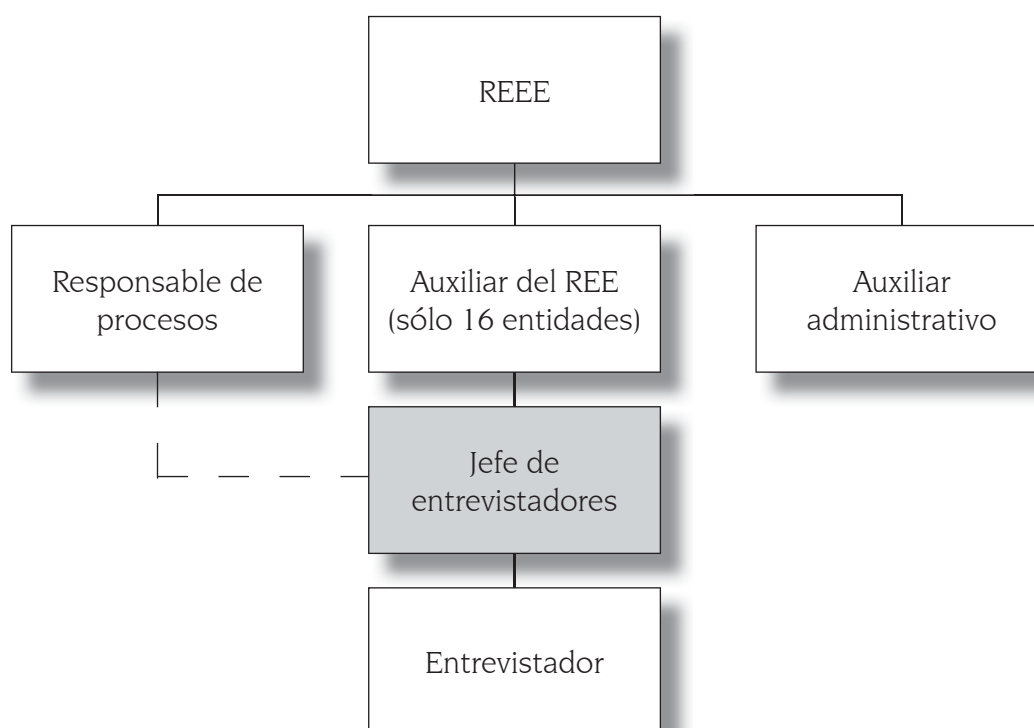 REEE
Responsable de
procesos
Auxiliar del REE
(sólo 16 entidades)
Auxiliar
administrativo
Jefe de
entrevistadores
Entrevistador